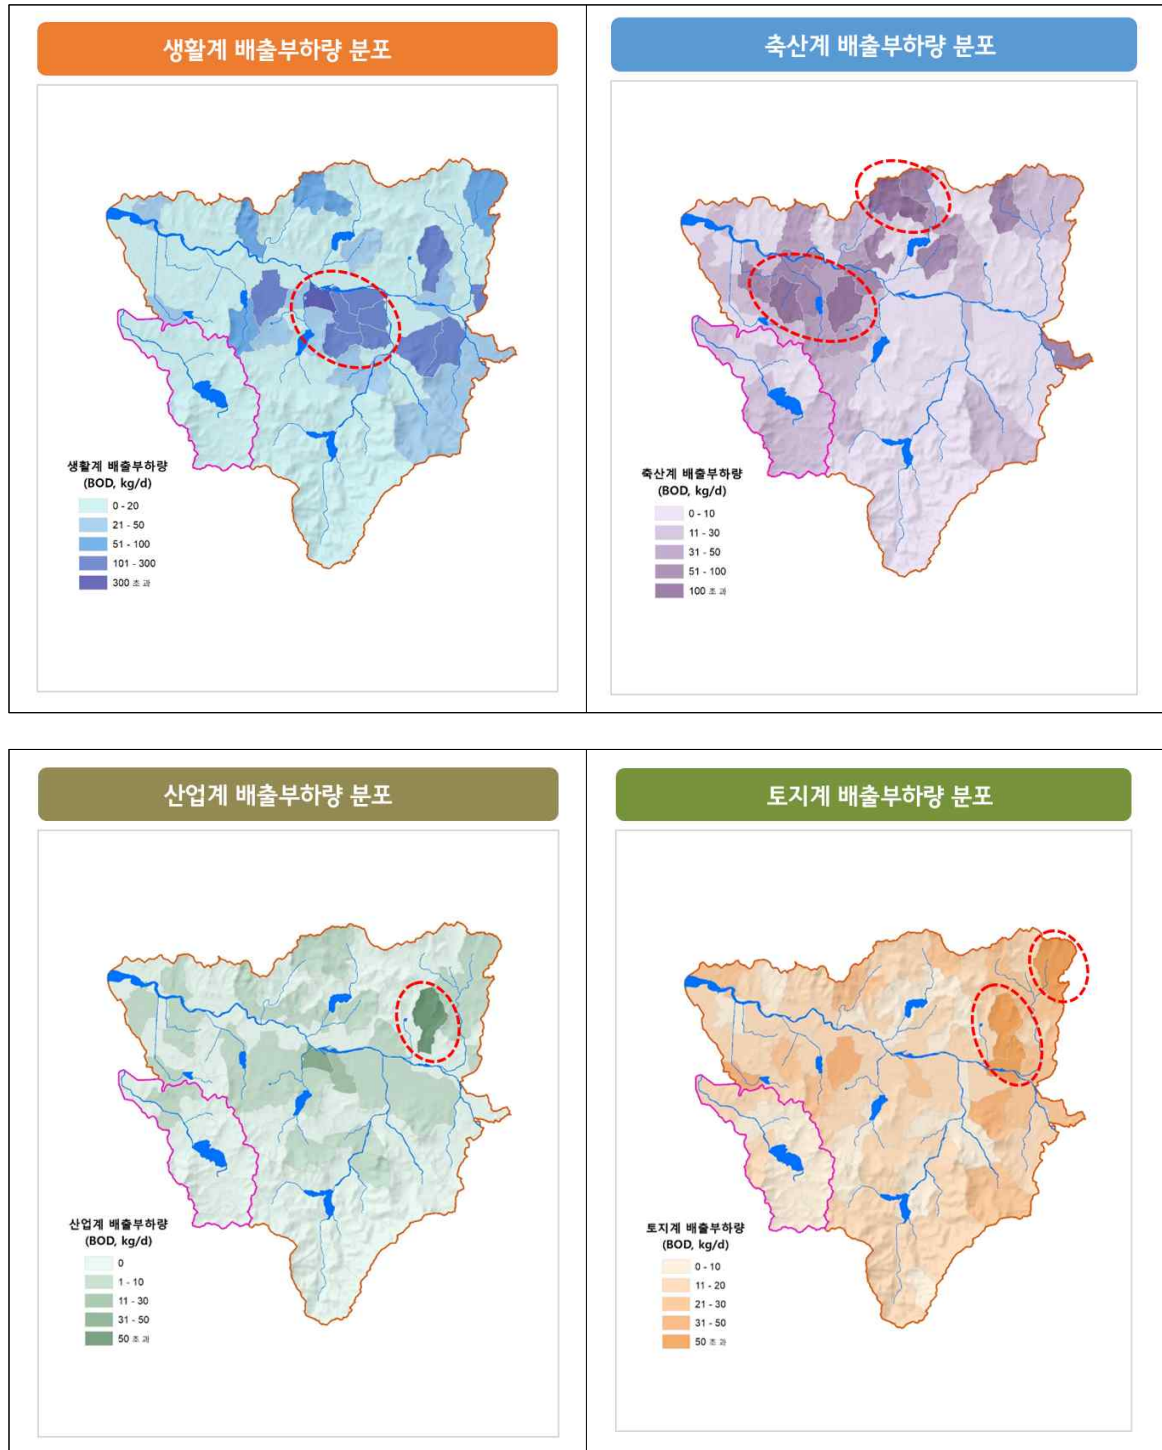 생활계 배출부하량 분포
축산계 배출부하량 분포
생활계 배출부하량
(BOD, kg/d)
0 - 20
21 - 50
51 - 100
101 - 300
300 초 과
축산계 배출부하량
(BOD, kg/d)
0 - 10
11 - 30
31 - 50
51 - 100
100 초 과
산업계 배출부하량 분포
토지계 배출부하량 분포
산업계 배출부하량
(BOD, kg/d)
0
1 - 10
11 - 30
31 - 50
50 초 과
토지계 배출부하량
(BOD, kg/d)
0 - 10
11 - 20
21 - 30
31 - 50
50 초 과